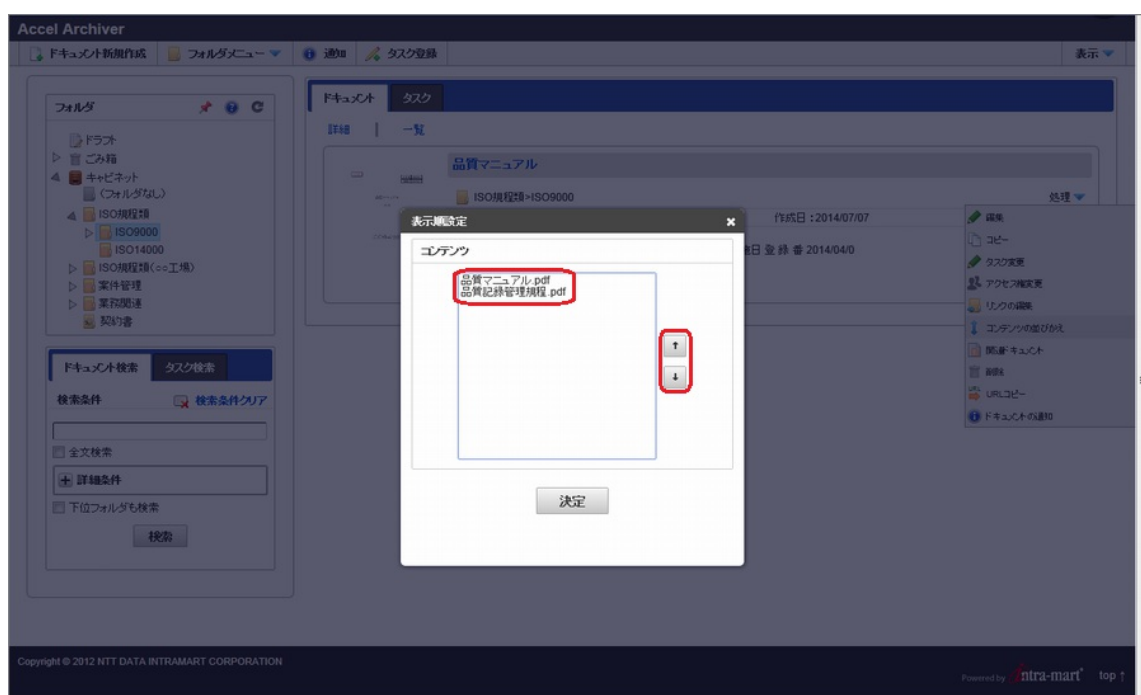 Accel Archiver
ドキュメント新規作成
フォルダメニュー
通知
タスク登録
表示
フォルダ
ドラフト
ごみ箱
キャビネット
(フォルダなし)
ISO規程類
ISO9000
ISO14000
ISO規程類(○○工場)
案件管理
業務関連
契約書
ドキュメント検索
タスク検索
検索条件
検索条件クリア
全文検索
詳細条件
下位フォルダも検索
検索
ドキュメント
タスク
詳細 | 一覧
品質マニュアル
ISO規程類>ISO9000
処理
作成日:2014/07/07
日 登 録 番 2014/04/0
表示順設定
コンテンツ
品質マニュアル.pdf
品質記録管理規程.pdf
↑
↓
決定
編集
コピー
タスク変更
アクセス権変更
リンクの編集
コンテンツの並びかえ
関連ドキュメント
削除
URLコピー
ドキュメントの通知
Copyright © 2012 NTT DATA INTRAMART CORPORATION
Powered by intra-mart
top ↑